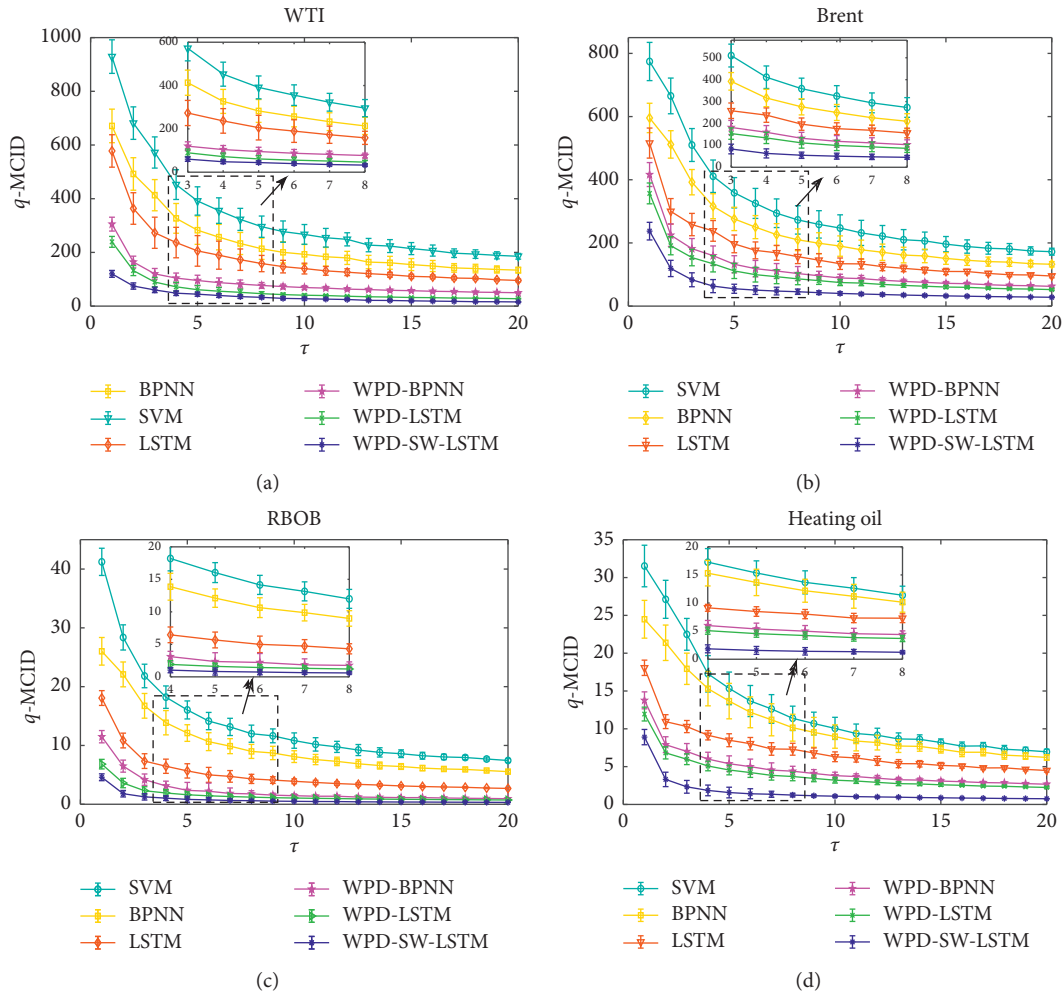 WTI
1000
800
600
400
200
0
q-MCID
0 5 10 15 20
τ
600
400
200
0
3 4 5 6 7 8
BPNN
SVM
LSTM
WPD-BPNN
WPD-LSTM
WPD-SW-LSTM
(a)
Brent
800
600
400
200
0
q-MCID
0 5 10 15 20
τ
500
400
300
200
100
0
3 4 5 6 7 8
SVM
BPNN
LSTM
WPD-BPNN
WPD-LSTM
WPD-SW-LSTM
(b)
RBOB
40
30
20
10
0
q-MCID
0 5 10 15 20
τ
20
15
10
5
0
4 5 6 7 8
SVM
BPNN
LSTM
WPD-BPNN
WPD-LSTM
WPD-SW-LSTM
(c)
Heating oil
35
30
25
20
15
10
5
0
q-MCID
0 5 10 15 20
τ
20
15
10
5
0
4 5 6 7 8
SVM
BPNN
LSTM
WPD-BPNN
WPD-LSTM
WPD-SW-LSTM
(d)